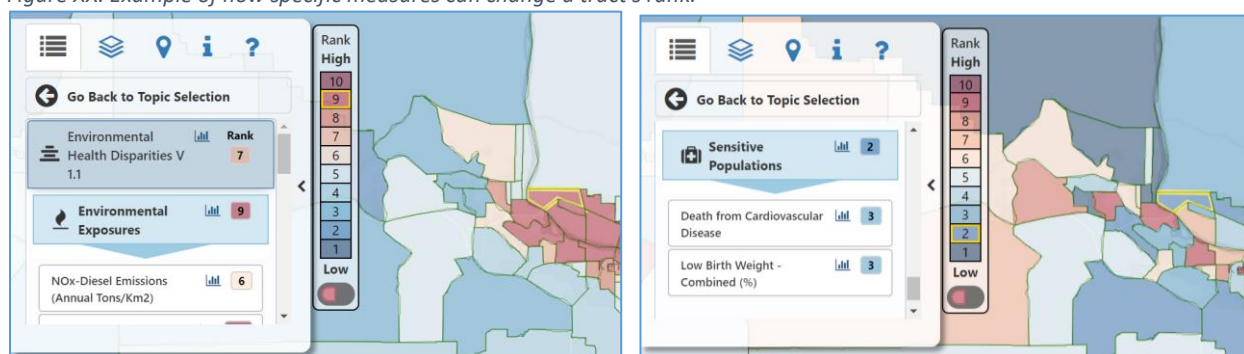 Figure XX. Example of how specific measures can change a tract's rank.
Go Back to Topic Selection
Environmental
Health Disparities V
1.1
Rank
7
Environmental
Exposures
9
NOx-Diesel Emissions
(Annual Tons/Km2)
6
Rank
High
10
9
8
7
6
5
4
3
2
1
Low
Go Back to Topic Selection
Sensitive
Populations
2
Death from Cardiovascular
Disease
3
Low Birth Weight -
Combined (%)
3
Rank
High
10
9
8
7
6
5
4
3
2
1
Low